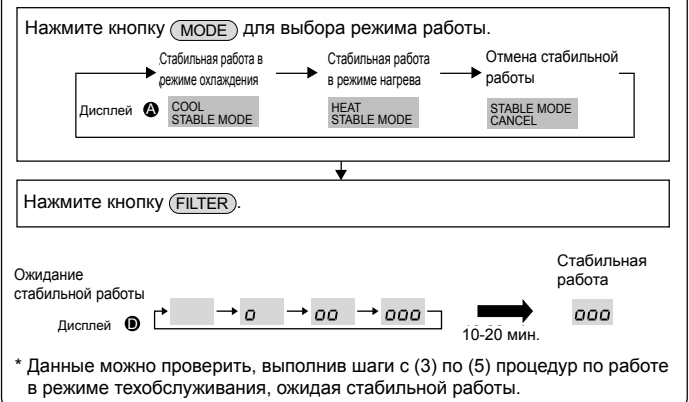 Нажмите кнопку MODE для выбора режима работы.
Стабильная работа в режиме охлаждения
Стабильная работа в режиме нагрева
Отмена стабильной работы
Дисплей A
COOL
STABLE MODE
HEAT
STABLE MODE
STABLE MODE
CANCEL
Нажмите кнопку FILTER.
Ожидание
стабильной работы
Стабильная
работа
Дисплей D
o
oo
ooo
10-20 мин.
ooo
* Данные можно проверить, выполнив шаги с (3) по (5) процедур по работе
в режиме техобслуживания, ожидая стабильной работы.